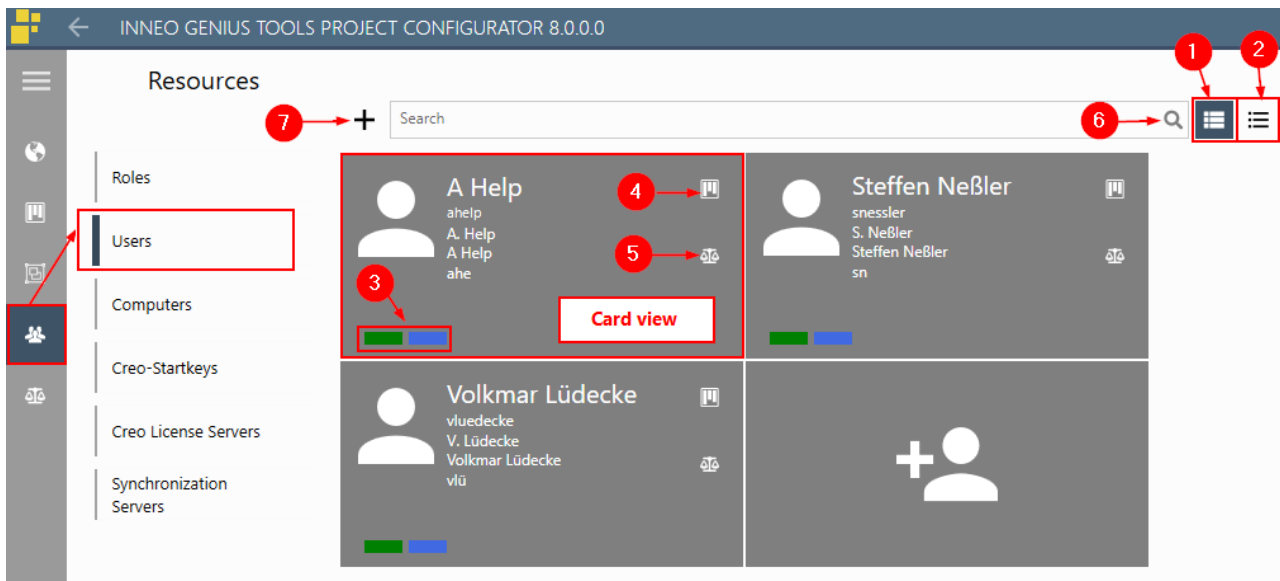 INNEO GENIUS TOOLS PROJECT CONFIGURATOR 8.0.0.0
1
2
Resources
7
Search
6
Roles
Users
Computers
Creo-Startkeys
Creo License Servers
Synchronization
Servers
A Help
ahelp
A. Help
A Help
ahe
4
5
3
Card view
Steffen Neßler
snessler
S. Neßler
Steffen Neßler
sn
Volkmar Lüdecke
vluedecke
V. Lüdecke
Volkmar Lüdecke
vlü